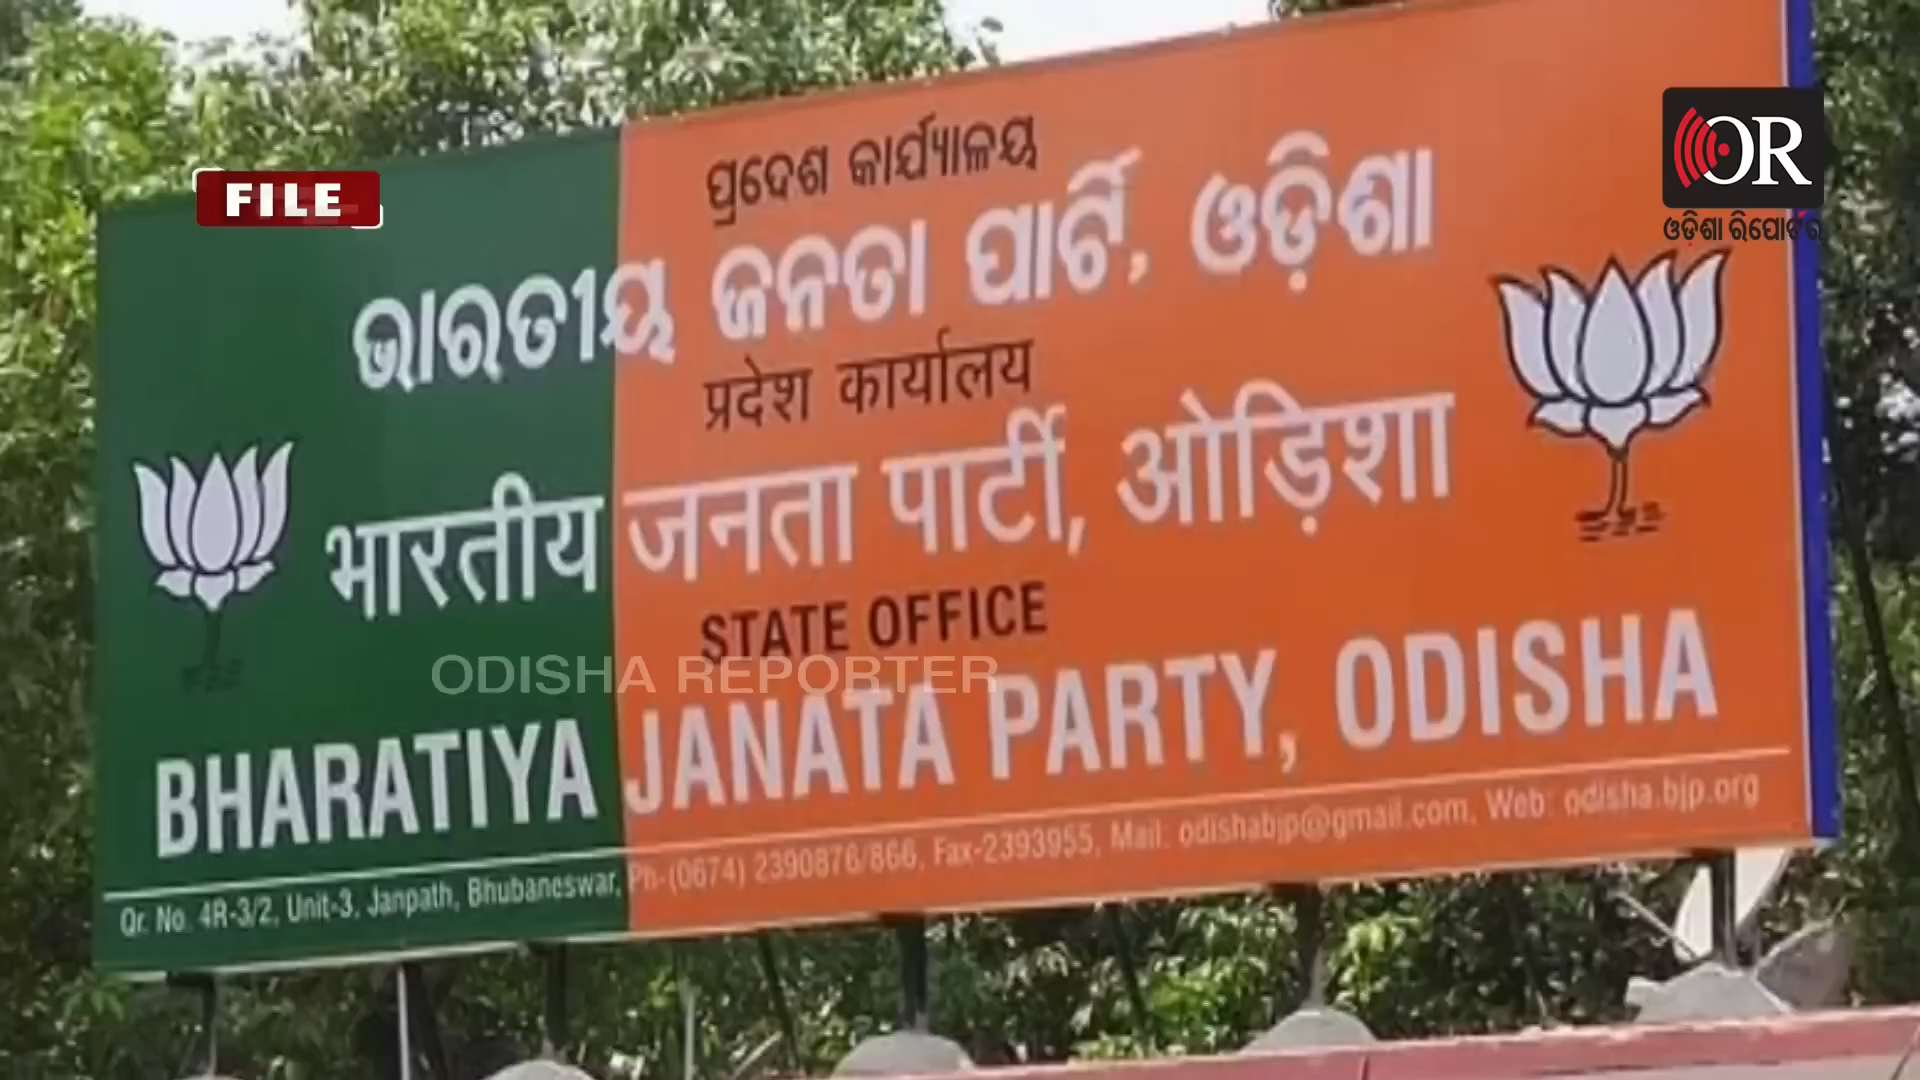 FILE
OR
ଓଡ଼ିଶା ରିପୋର୍ଟର
ପ୍ରଦେଶ କାର୍ଯ୍ୟାଳୟ
ଭାରତୀୟ ଜନତା ପାର୍ଟି, ଓଡ଼ିଶା
प्रदेश कार्यालय
भारतीय जनता पार्टी, ओड़िशा
STATE OFFICE
ODISHA REPORTER
BHARATIYA JANATA PARTY, ODISHA
Qr. No. 4R-3/2, Unit-3, Janpath, Bhubaneswar, Ph-(0674) 2390876/866, Fax-2393955, Mail: odishabjp@gmail.com, Web: odisha.bjp.org